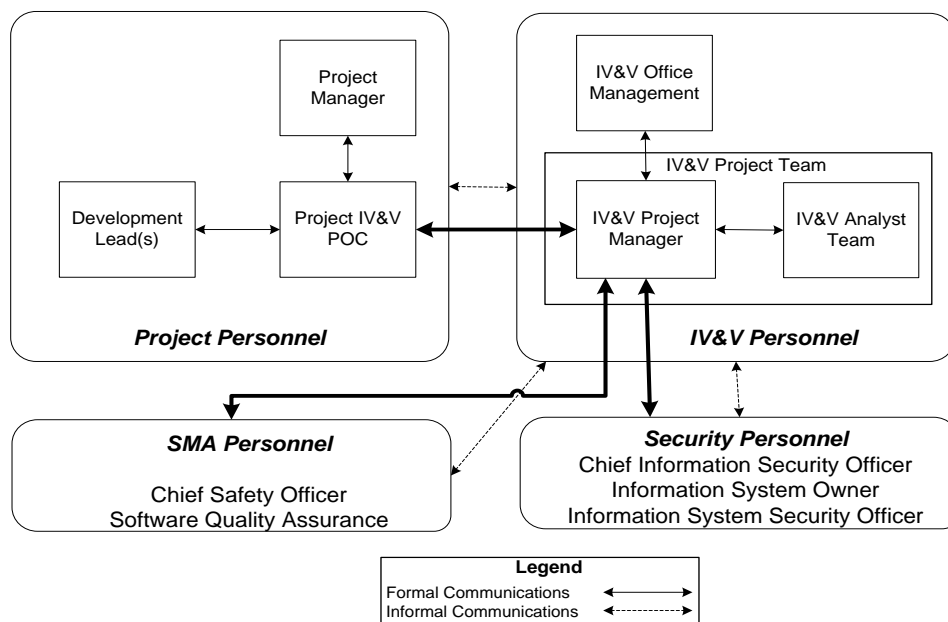 Project
Manager
Development
Lead(s)
Project IV&V
POC
Project Personnel
IV&V Office
Management
IV&V Project Team
IV&V Project
Manager
IV&V Analyst
Team
IV&V Personnel
SMA Personnel
Chief Safety Officer
Software Quality Assurance
Security Personnel
Chief Information Security Officer
Information System Owner
Information System Security Officer
Legend
Formal Communications
Informal Communications